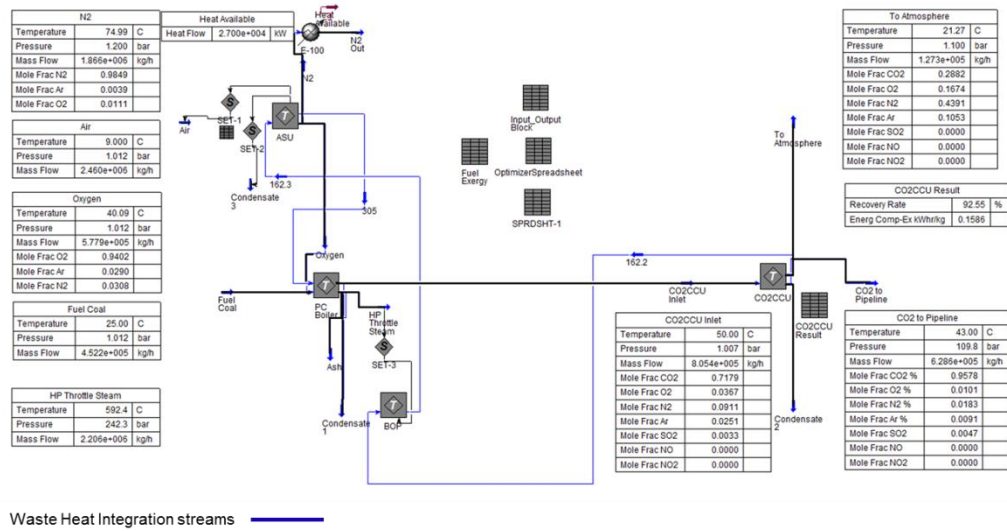 N2
Temperature 74.99 C
Pressure 1.200 bar
Mass Flow 1.866e+006 kg/h
Mole Frac N2 0.9849
Mole Frac Ar 0.0039
Mole Frac O2 0.0111
Heat Available
Heat Flow 2.700e+004 kW
Heat
Available
E-100
N2
Out
N2
To Atmosphere
Temperature 21.27 C
Pressure 1.100 bar
Mass Flow 1.273e+005 kg/h
Mole Frac CO2 0.2882
Mole Frac O2 0.1674
Mole Frac N2 0.4391
Mole Frac Ar 0.1053
Mole Frac SO2 0.0000
Mole Frac NO 0.0000
Mole Frac NO2 0.0000
S
SET-1
Air
S
SET-2
T
ASU
Input_Output
Block
Fuel
Exergy
OptimizerSpreadsheet
SPRDSHT-1
To
Atmosphere
Air
Temperature 9.000 C
Pressure 1.012 bar
Mass Flow 2.460e+006 kg/h
162.3
Condensate
3
305
CO2CCU Result
Recovery Rate 92.55 %
Energ Comp-Ex kWhr/kg 0.1586
Oxygen
Temperature 40.09 C
Pressure 1.012 bar
Mass Flow 5.779e+005 kg/h
Mole Frac O2 0.9402
Mole Frac Ar 0.0290
Mole Frac N2 0.0308
Oxygen
162.2
Fuel
Coal
T
PC
Boiler
CO2CCU
Inlet
T
CO2CCU
CO2 to
Pipeline
HP
Throttle
Steam
CO2CCU
Result
Fuel Coal
Temperature 25.00 C
Pressure 1.012 bar
Mass Flow 4.522e+005 kg/h
CO2CCU Inlet
Temperature 50.00 C
Pressure 1.007 bar
Mass Flow 8.054e+005 kg/h
Mole Frac CO2 0.7179
Mole Frac O2 0.0367
Mole Frac N2 0.0911
Mole Frac Ar 0.0251
Mole Frac SO2 0.0033
Mole Frac NO 0.0000
Mole Frac NO2 0.0000
CO2 to Pipeline
Temperature 43.00 C
Pressure 109.8 bar
Mass Flow 6.286e+005 kg/h
Mole Frac CO2 % 0.9578
Mole Frac O2 % 0.0101
Mole Frac N2 % 0.0183
Mole Frac Ar % 0.0091
Mole Frac SO2 0.0047
Mole Frac NO 0.0000
Mole Frac NO2 0.0000
S
SET-3
Ash
HP Throttle Steam
Temperature 592.4 C
Pressure 242.3 bar
Mass Flow 2.206e+006 kg/h
Condensate
1
T
BOP
Condensate
2
Waste Heat Integration streams